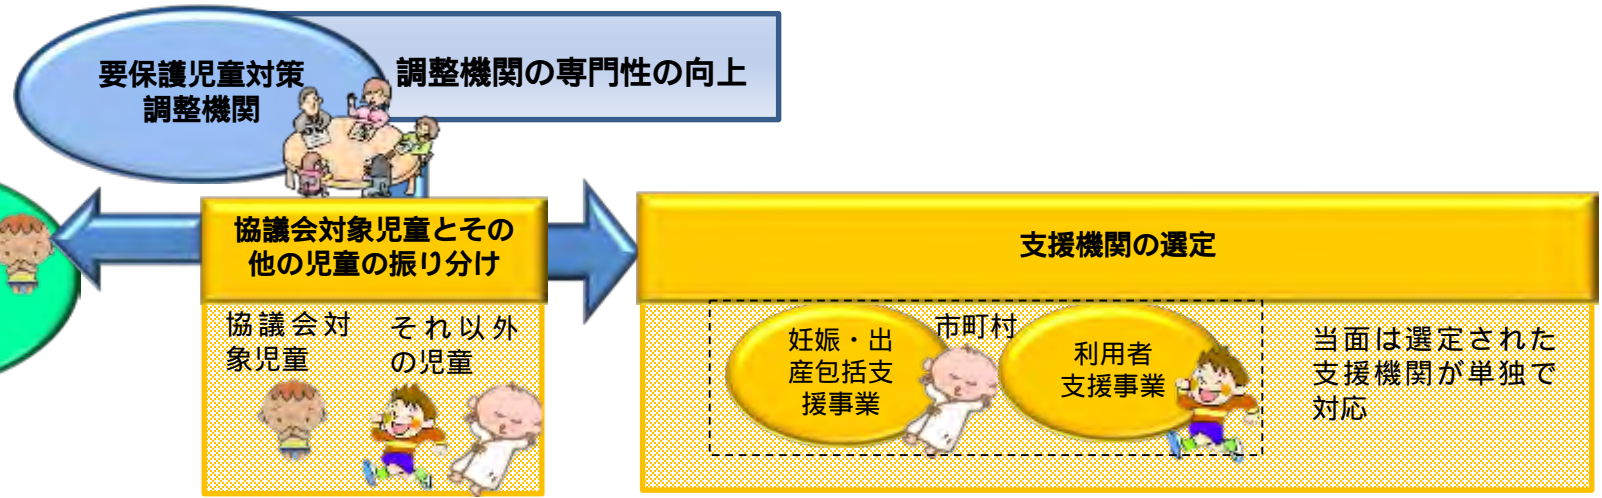 要保護児童対策
調整機関
調整機関の専門性の向上
協議会対象児童とその
他の児童の振り分け
支援機関の選定
協議会対
象児童
それ以外
の児童
妊娠・出
産包括支
援事業
市町村
利用者
支援事業
当面は選定された
支援機関が単独で
対応